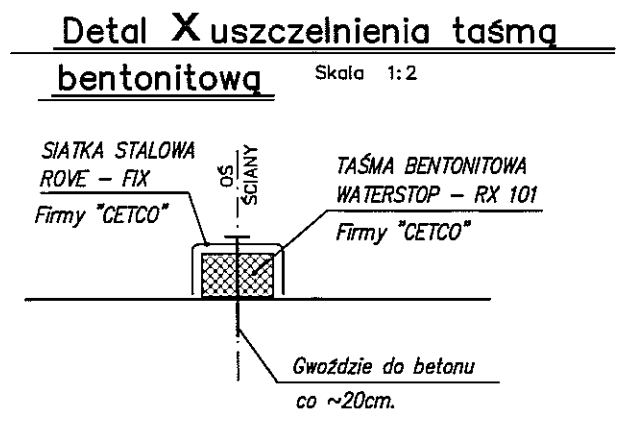 Detal X uszczelnienia taśmą
bentonitową
Skala 1:2
SIATKA STALOWA
ROVE – FIX
Firmy "CETCO"
OŚ
ŚCIANY
TAŚMA BENTONITOWA
WATERSTOP – RX 101
Firmy "CETCO"
Gwoździe do betonu
co ~20cm.